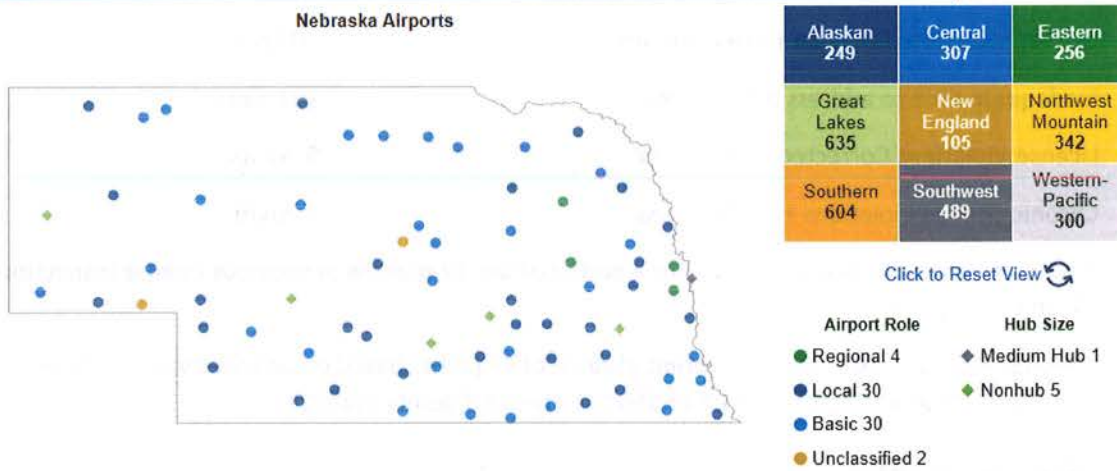 Nebraska Airports
Alaskan
249
Central
307
Eastern
256
Great
Lakes
635
New
England
105
Northwest
Mountain
342
Southern
604
Southwest
489
Western-
Pacific
300
Click to Reset View
Airport Role
Hub Size
Regional 4
Medium Hub 1
Local 30
Nonhub 5
Basic 30
Unclassified 2